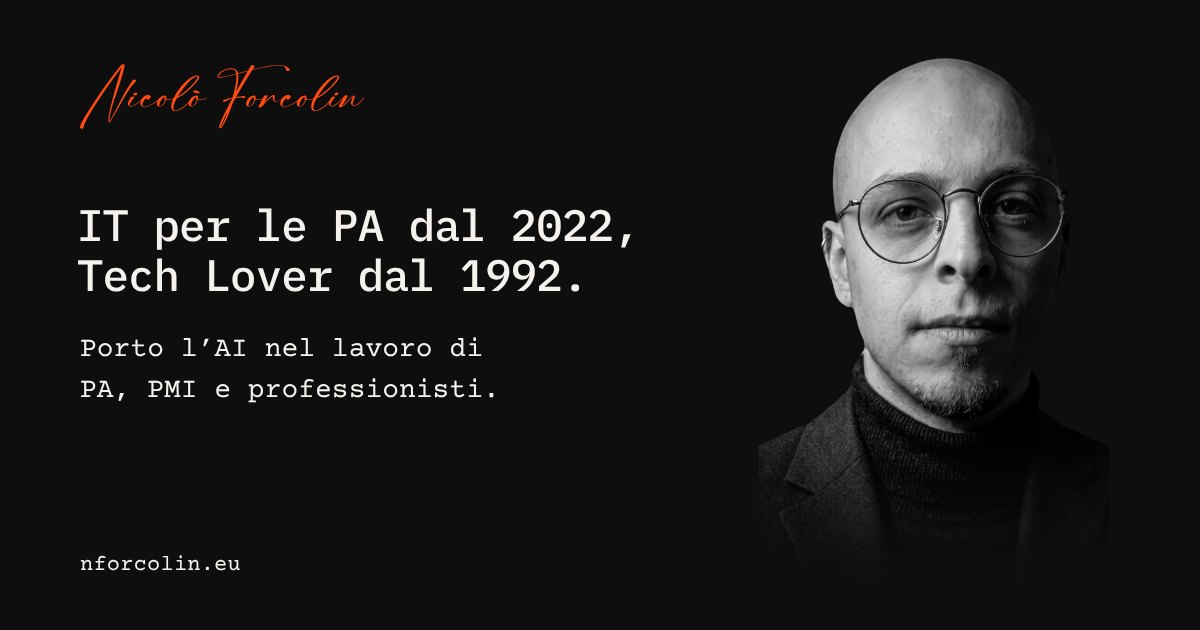 Nicolò Forcolin
IT per le PA dal 2022,
Tech Lover dal 1992.
Porto l’AI nel lavoro di
PA, PMI e professionisti.
nforcolin.eu